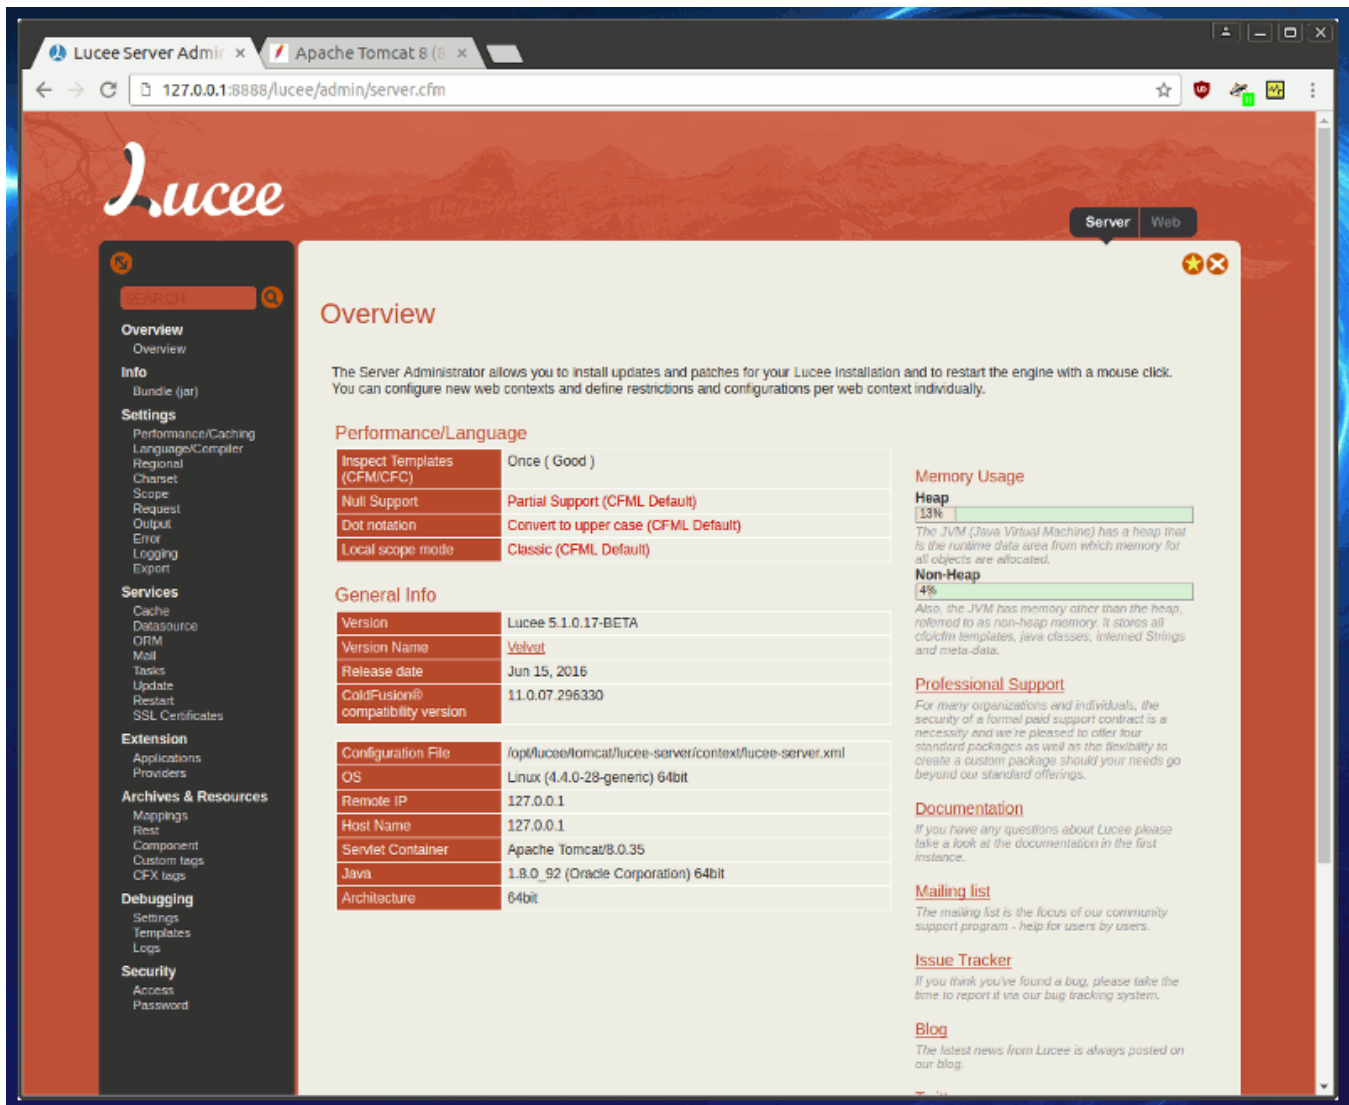 Lucee Server Admi
Apache Tomcat 8 (8
127.0.0.1:8888/lucee/admin/server.cfm
Lucee
Server
Web
SEARCH
Overview
Overview
Info
Bundle (jar)
Settings
Performance/Caching
Language/Compiler
Regional
Charset
Scope
Request
Output
Error
Logging
Export
Services
Cache
Datasource
ORM
Mail
Tasks
Update
Restart
SSL Certificates
Extension
Applications
Providers
Archives & Resources
Mappings
Rest
Component
Custom tags
CFX tags
Debugging
Settings
Templates
Logs
Security
Access
Password
Overview
The Server Administrator allows you to install updates and patches for your Lucee installation and to restart the engine with a mouse click.
You can configure new web contexts and define restrictions and configurations per web context individually.
Performance/Language
Inspect Templates (CFM/CFC) Once ( Good )
Null Support Partial Support (CFML Default)
Dot notation Convert to upper case (CFML Default)
Local scope mode Classic (CFML Default)
General Info
Version Lucee 5.1.0.17-BETA
Version Name Velvet
Release date Jun 15, 2016
ColdFusion® compatibility version 11.0.07.296330
Configuration File /opt/lucee/tomcat/lucee-server/context/lucee-server.xml
OS Linux (4.4.0-28-generic) 64bit
Remote IP 127.0.0.1
Host Name 127.0.0.1
Servlet Container Apache Tomcat/8.0.35
Java 1.8.0_92 (Oracle Corporation) 64bit
Architecture 64bit
Memory Usage
Heap
13%
The JVM (Java Virtual Machine) has a heap that
is the runtime data area from which memory for
all objects are allocated.
Non-Heap
4%
Also, the JVM has memory other than the heap,
referred to as non-heap memory. It stores all
cfc/cfm templates, java classes, interned Strings
and meta-data.
Professional Support
For many organizations and individuals, the
security of a formal paid support contract is a
necessity and we're pleased to offer four
standard packages as well as the flexibility to
create a custom package should your needs go
beyond our standard offerings.
Documentation
If you have any questions about Lucee please
take a look at the documentation in the first
instance.
Mailing list
The mailing list is the focus of our community
support program - help for users by users.
Issue Tracker
If you think you've found a bug, please take the
time to report it via our bug tracking system.
Blog
The latest news from Lucee is always posted on
our blog.